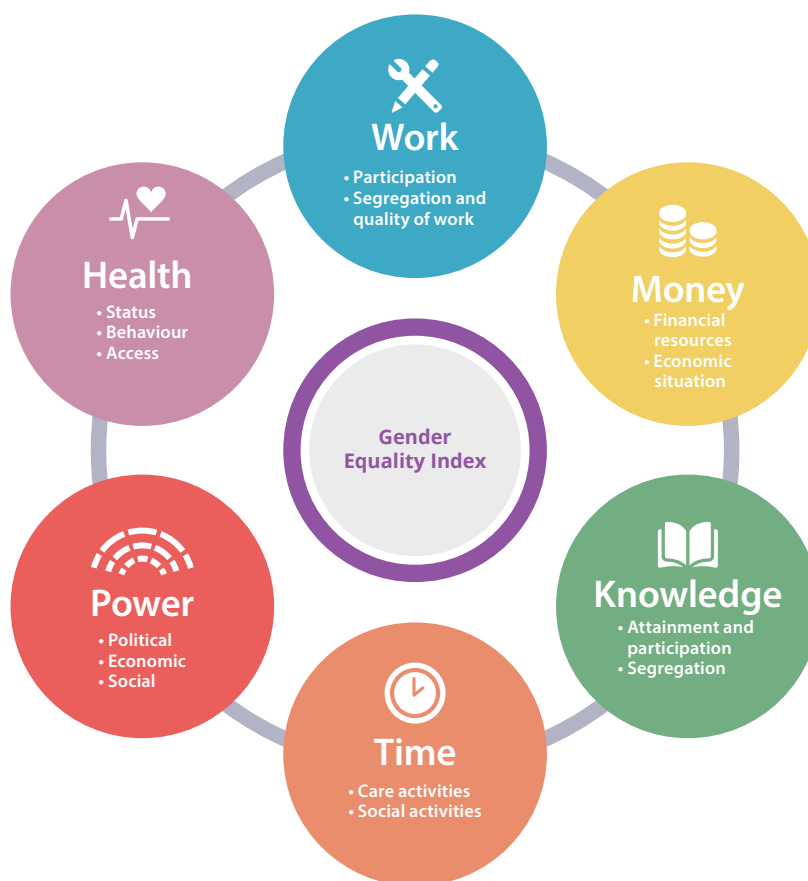 Work
• Participation
• Segregation and
quality of work
Money
• Financial
resources
• Economic
situation
Knowledge
• Attainment and
participation
• Segregation
Time
• Care activities
• Social activities
Power
• Political
• Economic
• Social
Health
• Status
• Behaviour
• Access
Gender
Equality Index